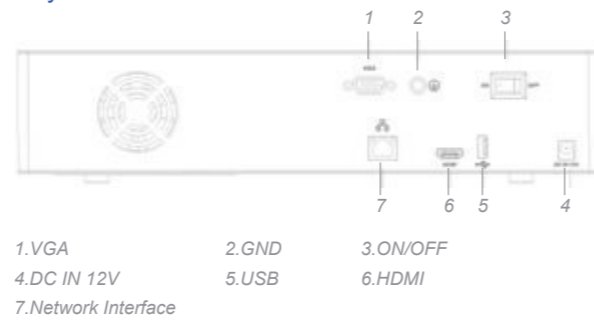 1 2 3
7 6 5 4
1.VGA 2.GND 3.ON/OFF
4.DC IN 12V 5.USB 6.HDMI
7.Network Interface